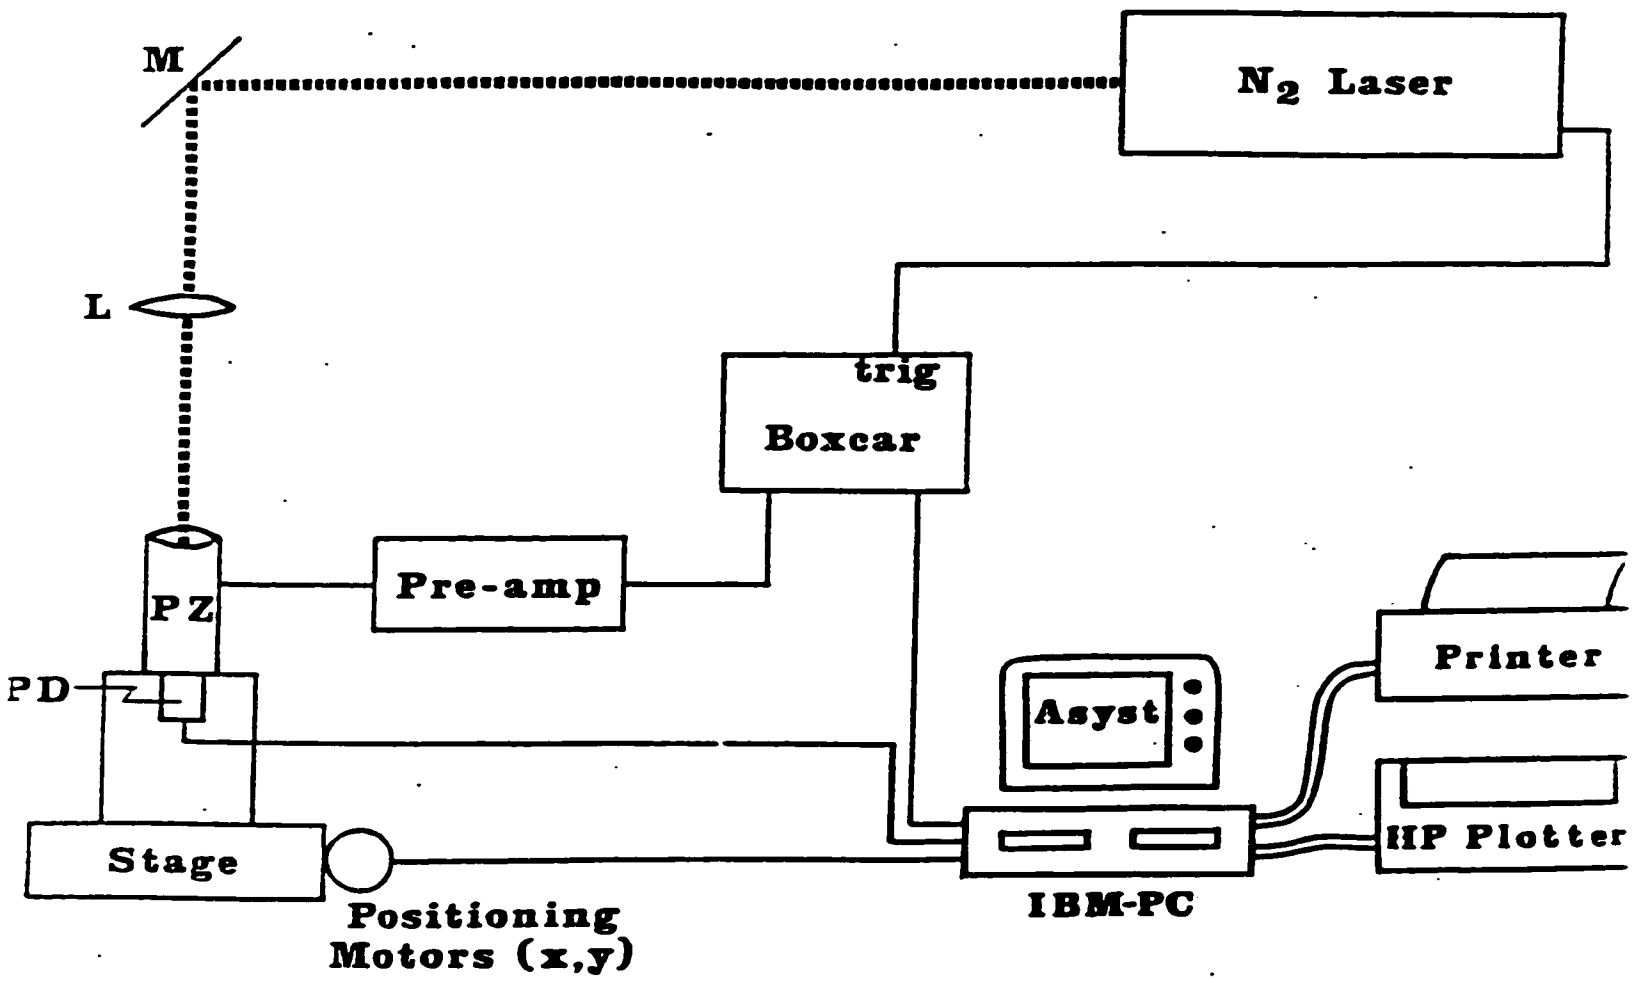 M
N₂ Laser
L
trig
Boxcar
Pre-amp
PZ
Printer
PD
Asyst
HP Plotter
Stage
IBM-PC
Positioning
Motors (x,y)